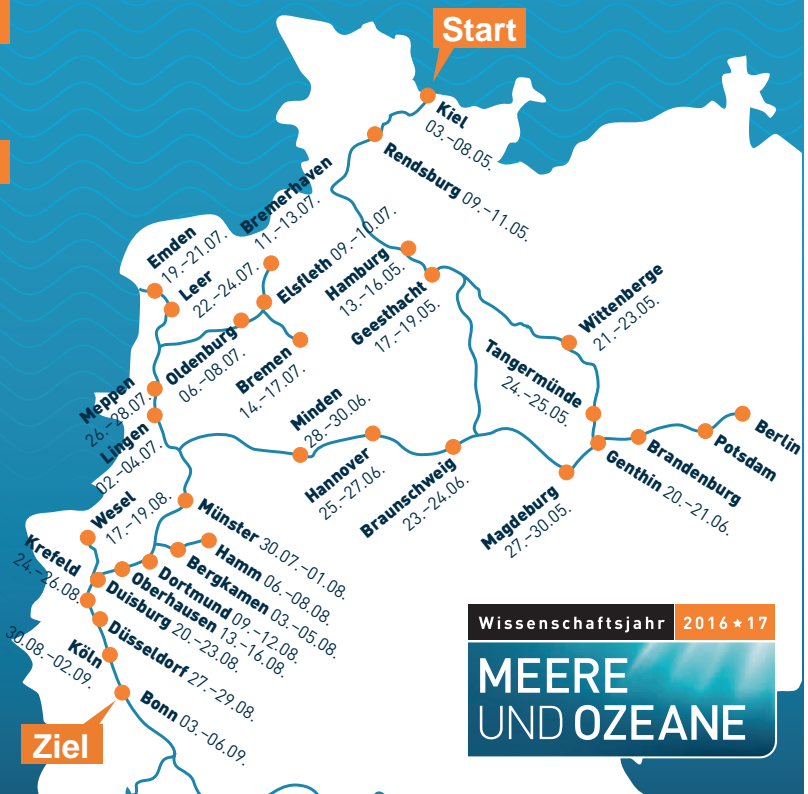 Start
Kiel
03.–08.05.
Rendsburg 09.–11.05.
Bremerhaven
11.–13.07.
Emden
19.–21.07.
Leer
22.–24.07.
Elsfleth 09.–10.07.
Hamburg
13.–16.05.
Geesthacht
17.–19.05.
Wittenberge
21.–23.05.
Oldenburg
06.–08.07.
Bremen
14.–17.07.
Tangermünde
24.–25.05.
Meppen
26.–28.07.
Lingen
02.–04.07.
Minden
28.–30.06.
Hannover
25.–27.06.
Braunschweig
23.–24.06.
Magdeburg
27.–30.05.
Genthin 20.–21.06.
Brandenburg
Potsdam
Berlin
Wesel
17.–19.08.
Münster 30.07.–01.08.
Hamm 06.–08.08.
Bergkamen 03.–05.08.
Dortmund 09.–12.08.
Oberhausen 13.–16.08.
Duisburg 20.–23.08.
Krefeld
24.–26.08.
Düsseldorf 27.–29.08.
Köln
30.08.–02.09.
Bonn 03.–06.09.
Ziel
Wissenschaftsjahr 2016★17
MEERE
UND OZEANE